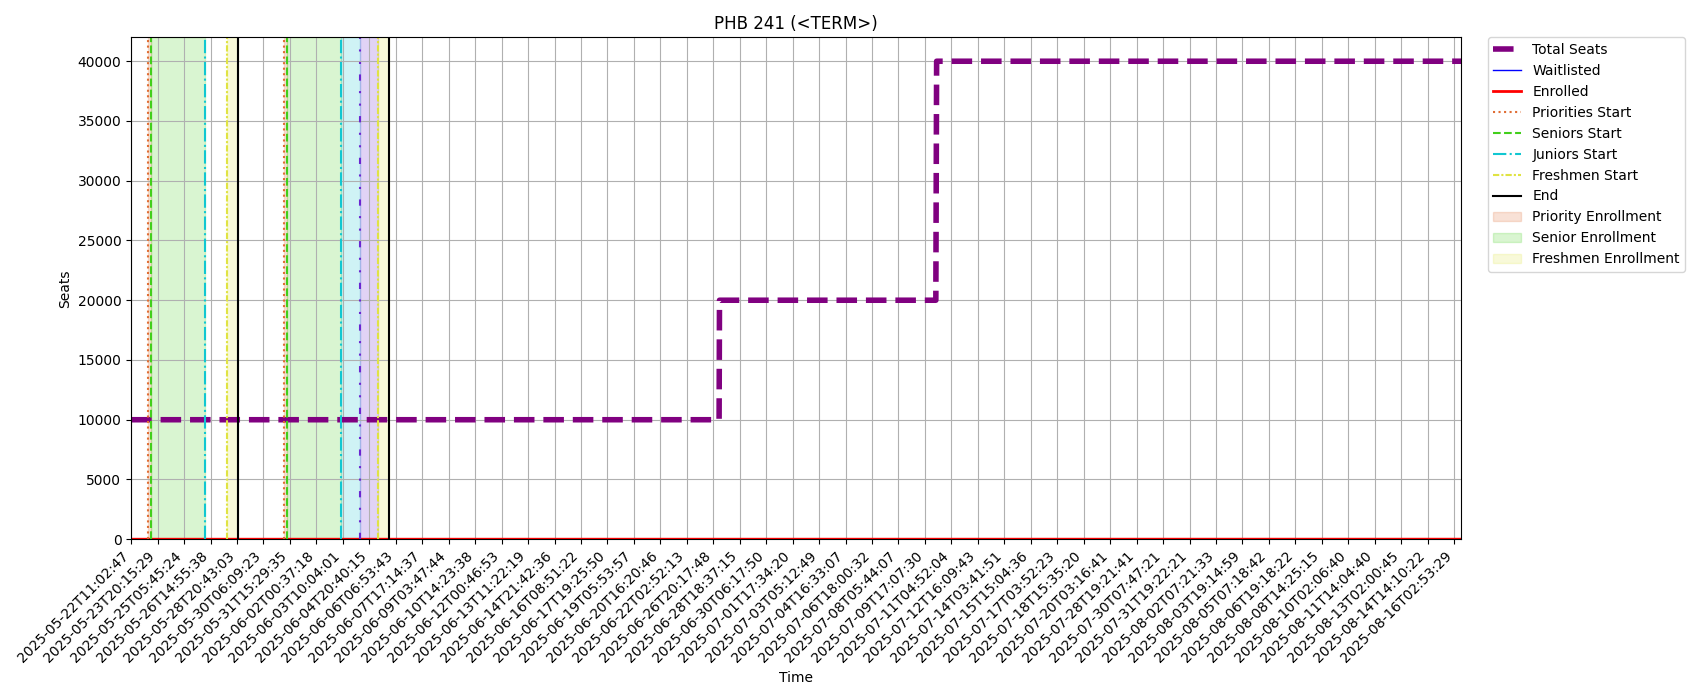 PHB 241 (<TERM>)
Seats
40000
35000
30000
25000
20000
15000
10000
5000
0
2025-05-22T11:02:47
2025-05-23T20:15:29
2025-05-25T05:45:24
2025-05-26T14:55:38
2025-05-28T20:43:03
2025-05-30T06:09:23
2025-05-31T15:29:35
2025-06-02T00:37:18
2025-06-03T10:04:01
2025-06-04T20:40:15
2025-06-06T06:53:43
2025-06-07T17:14:37
2025-06-09T03:47:44
2025-06-10T14:23:38
2025-06-12T00:46:53
2025-06-13T11:22:19
2025-06-14T21:42:36
2025-06-16T08:51:22
2025-06-17T19:25:50
2025-06-19T05:53:57
2025-06-20T16:20:46
2025-06-22T02:52:13
2025-06-26T20:17:48
2025-06-28T18:37:15
2025-06-30T06:17:50
2025-07-01T17:34:20
2025-07-03T05:12:49
2025-07-04T16:33:07
2025-07-06T18:00:32
2025-07-08T05:44:07
2025-07-09T17:07:30
2025-07-11T04:52:04
2025-07-12T16:09:43
2025-07-14T03:41:51
2025-07-15T15:04:36
2025-07-17T03:52:23
2025-07-18T15:35:20
2025-07-20T03:16:41
2025-07-28T19:21:41
2025-07-30T07:47:21
2025-07-31T19:22:21
2025-08-02T07:21:33
2025-08-03T19:14:59
2025-08-05T07:18:42
2025-08-06T19:18:22
2025-08-08T14:25:15
2025-08-10T02:06:40
2025-08-11T14:04:40
2025-08-13T02:00:45
2025-08-14T14:10:22
2025-08-16T02:53:29
Time
Total Seats
Waitlisted
Enrolled
Priorities Start
Seniors Start
Juniors Start
Freshmen Start
End
Priority Enrollment
Senior Enrollment
Freshmen Enrollment